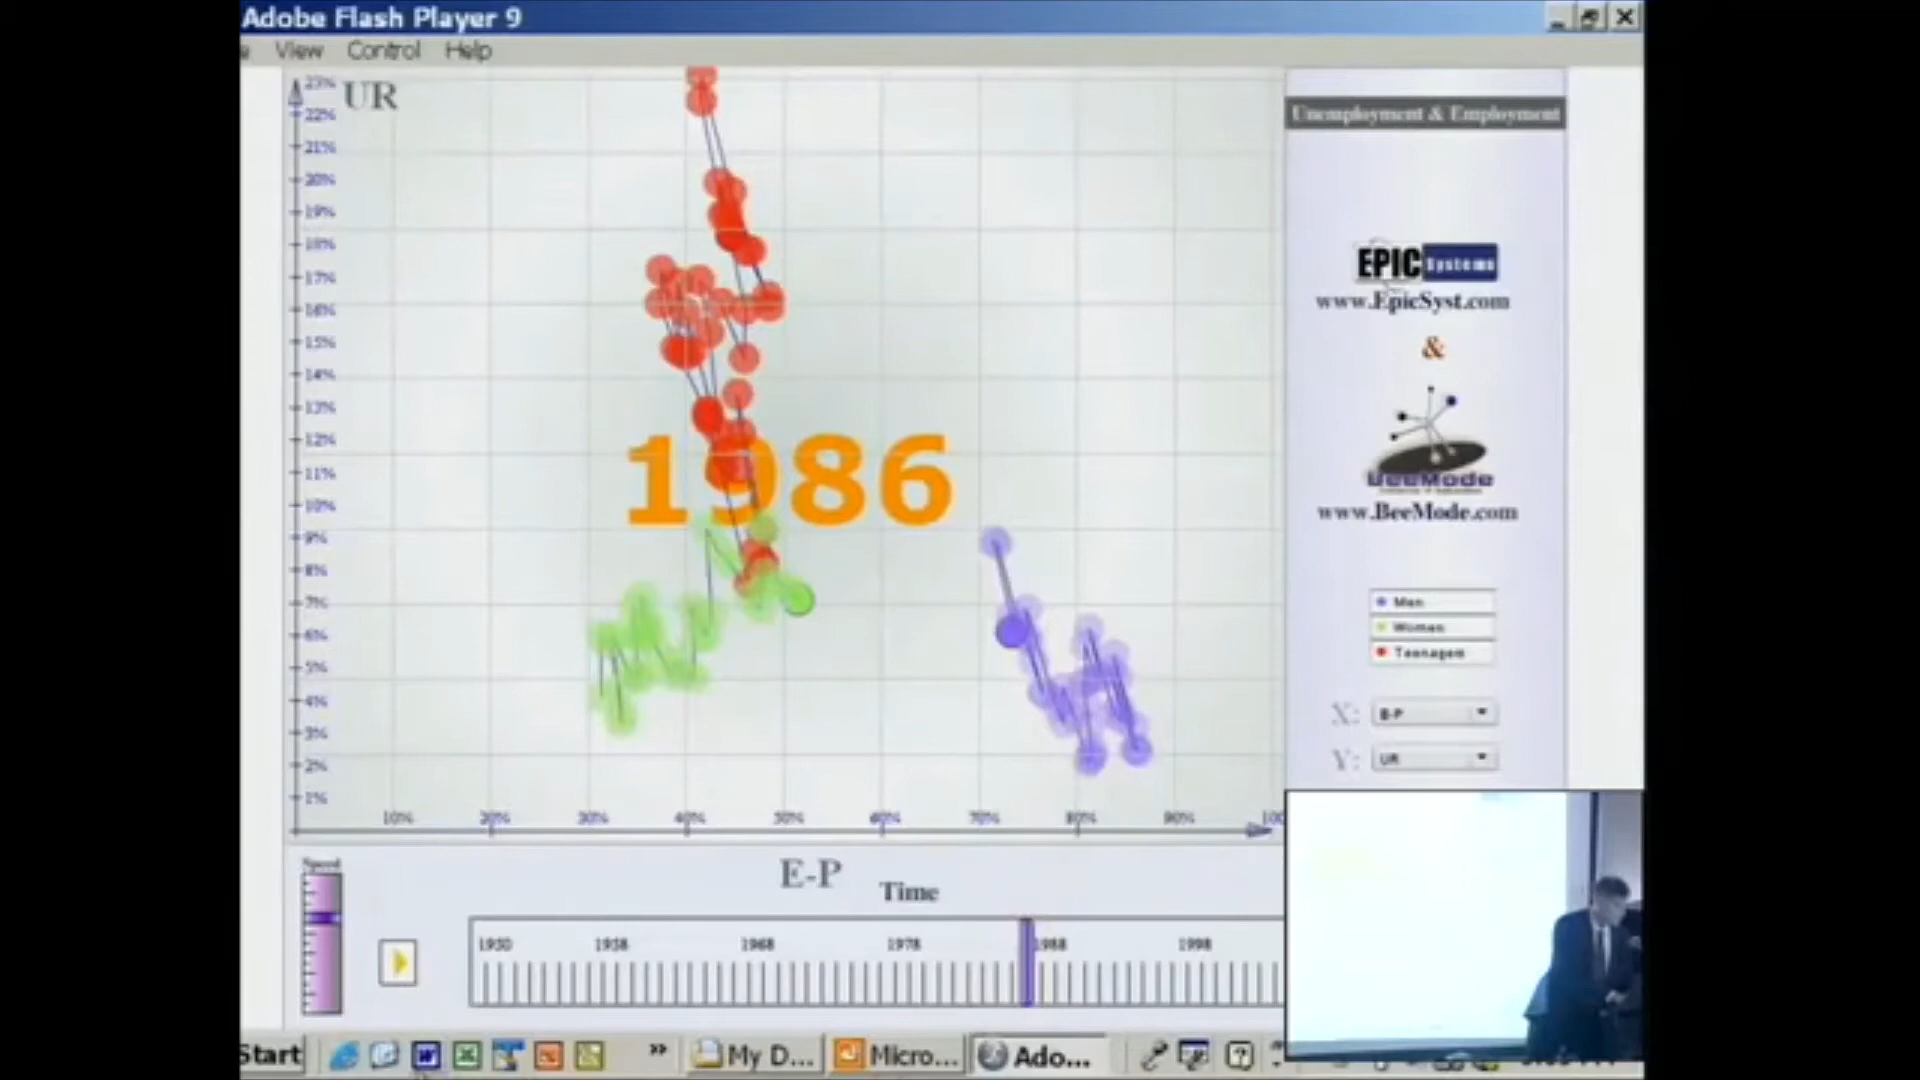 Adobe Flash Player 9
View Control Help
UR
23%
22%
21%
20%
19%
18%
17%
16%
15%
14%
13%
12%
11%
10%
9%
8%
7%
6%
5%
4%
3%
2%
1%
1986
10% 20% 30% 40% 50% 60% 70% 80% 90% 100
E-P
Unemployment & Employment
EPIC Systems
www.EpicSyst.com
&
BeeMode
www.BeeMode.com
Men
Women
Teenagers
X: E-P
Y: UR
Speed
Time
1950 1958 1968 1978 1988 1998
Start
My D...
Micro...
Ado...